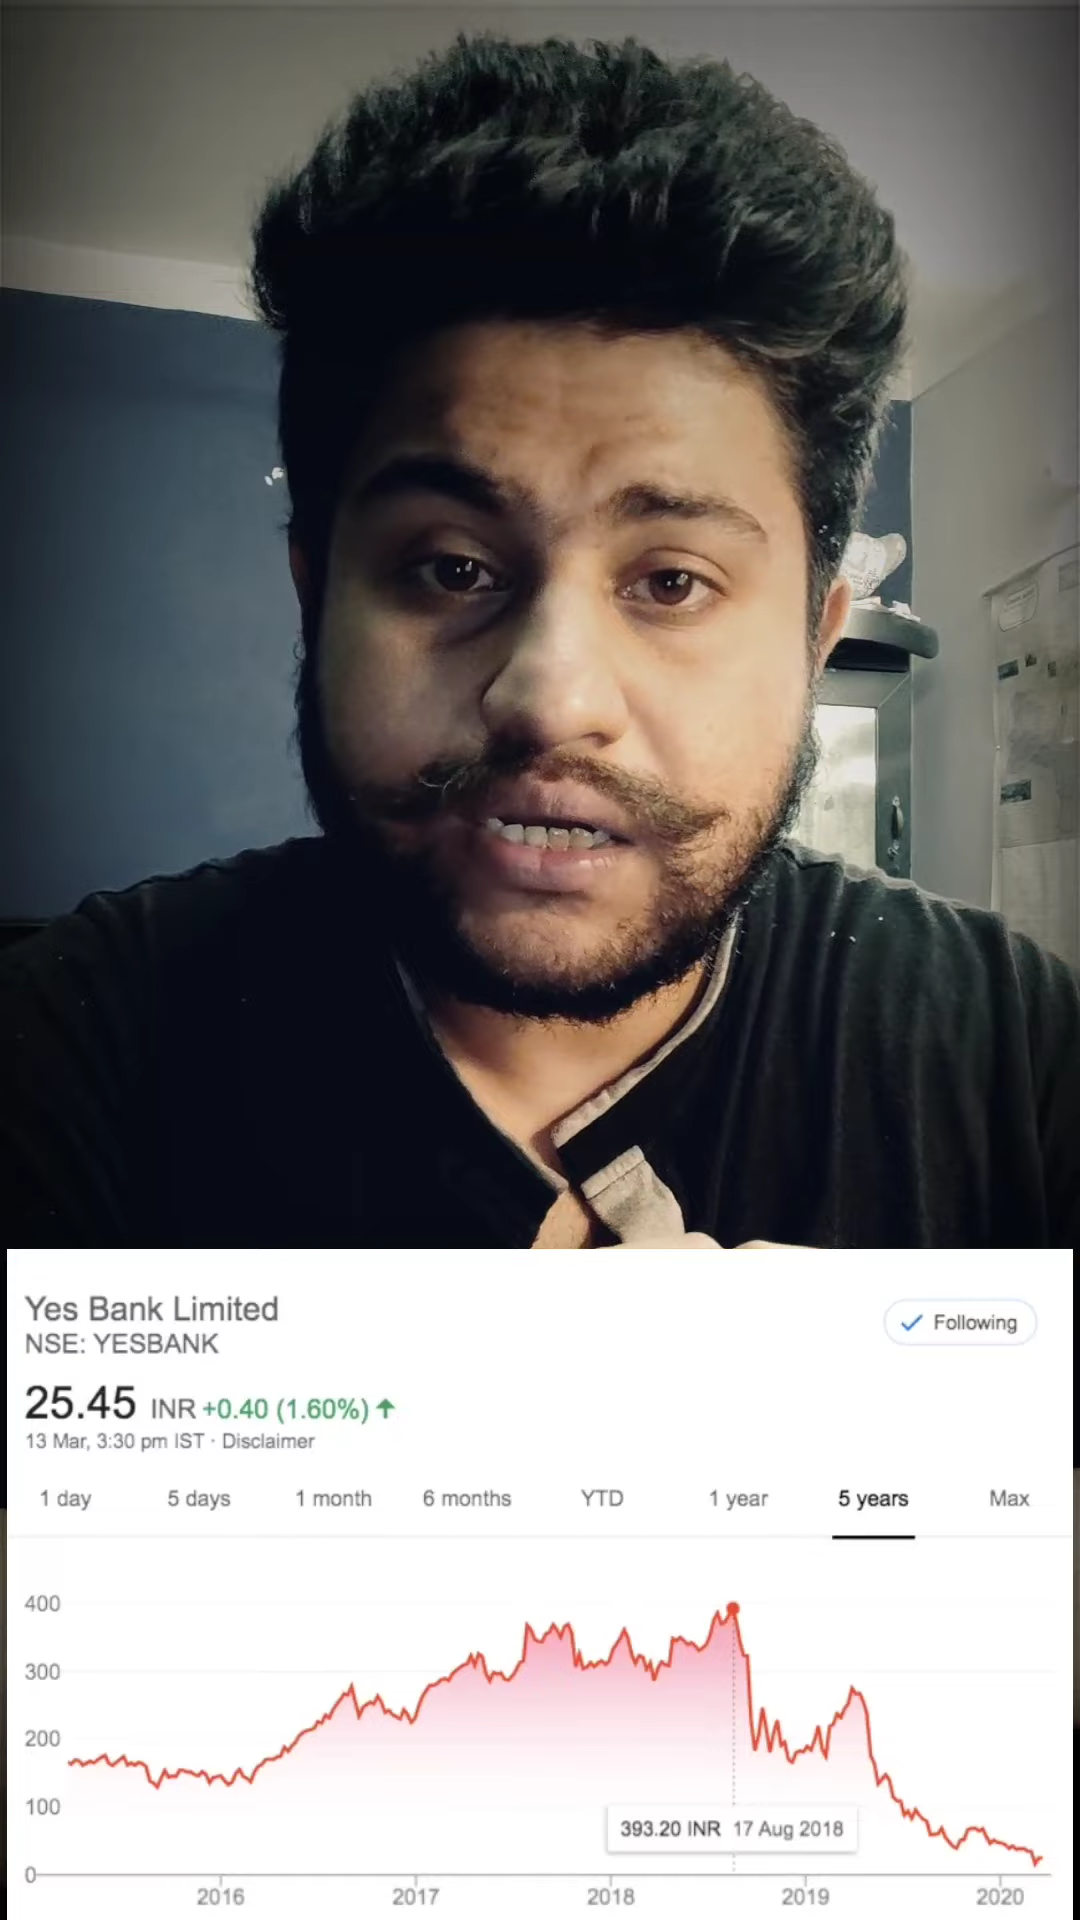 Yes Bank Limited
NSE: YESBANK
Following
25.45 INR +0.40 (1.60%)
13 Mar, 3:30 pm IST · Disclaimer
1 day 5 days 1 month 6 months YTD 1 year 5 years Max
400
300
200
100
0
393.20 INR 17 Aug 2018
2016 2017 2018 2019 2020